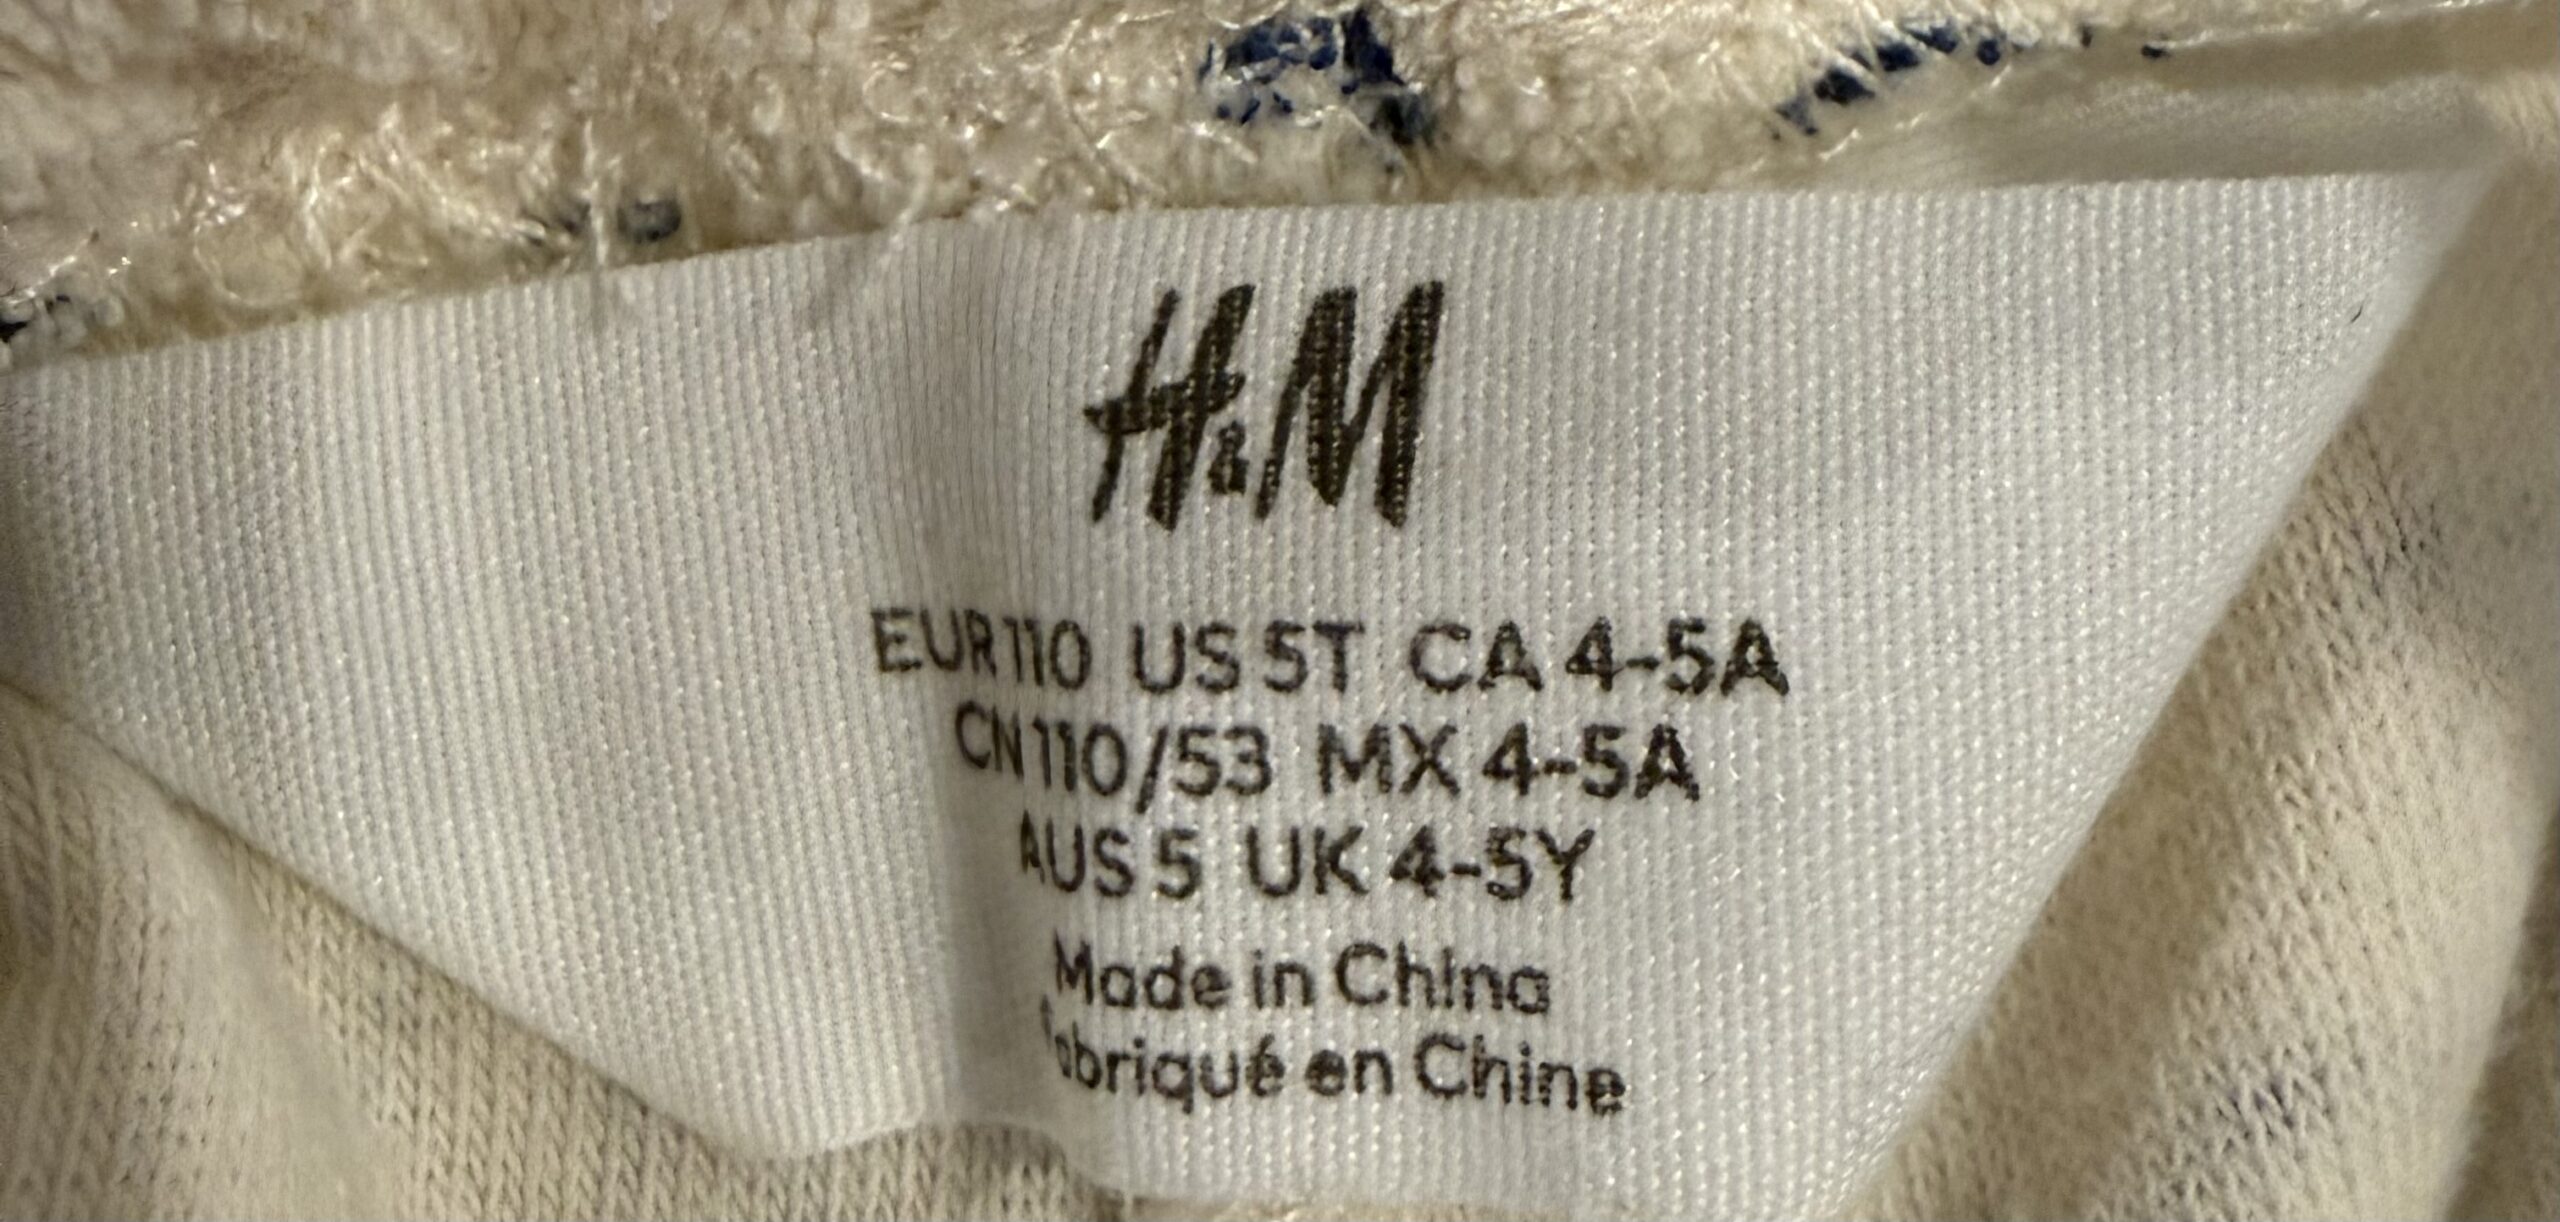 H&M
EUR 110 US 5T CA 4-5A
CN 110/53 MX 4-5A
AUS 5 UK 4-5Y
Made in China
Fabriqué en Chine